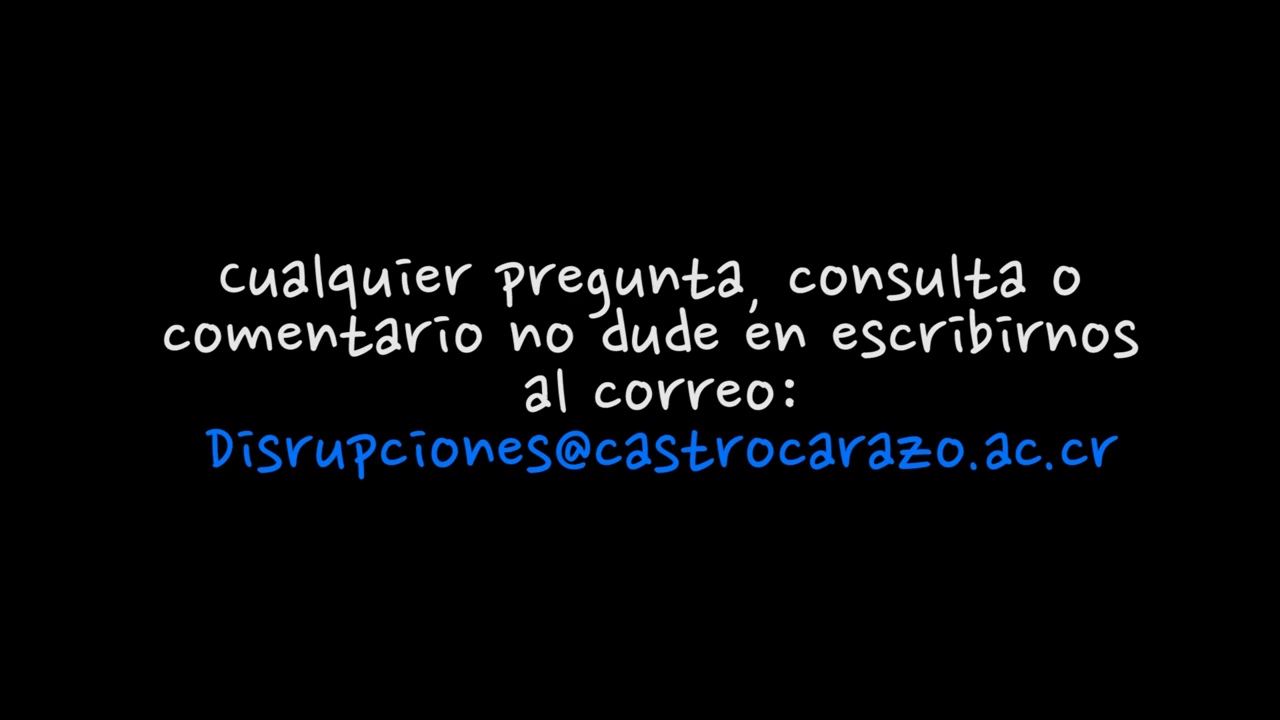 cualquier pregunta, consulta o
comentario no dude en escribirnos
al correo:
Disrupciones@castrocarazo.ac.cr